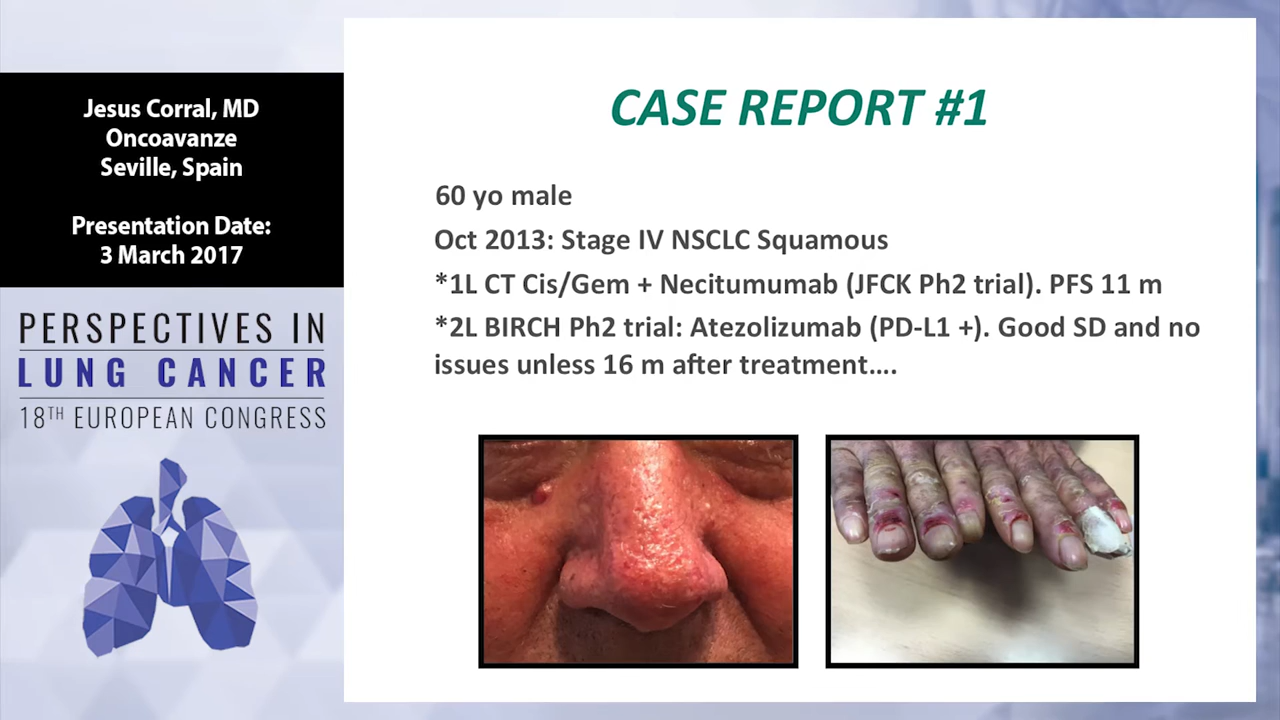 Jesus Corral, MD
Oncoavanze
Seville, Spain
Presentation Date:
3 March 2017
PERSPECTIVES IN
LUNG CANCER
18TH EUROPEAN CONGRESS
CASE REPORT #1
60 yo male
Oct 2013: Stage IV NSCLC Squamous
*1L CT Cis/Gem + Necitumumab (JFCK Ph2 trial). PFS 11 m
*2L BIRCH Ph2 trial: Atezolizumab (PD-L1 +). Good SD and no
issues unless 16 m after treatment....